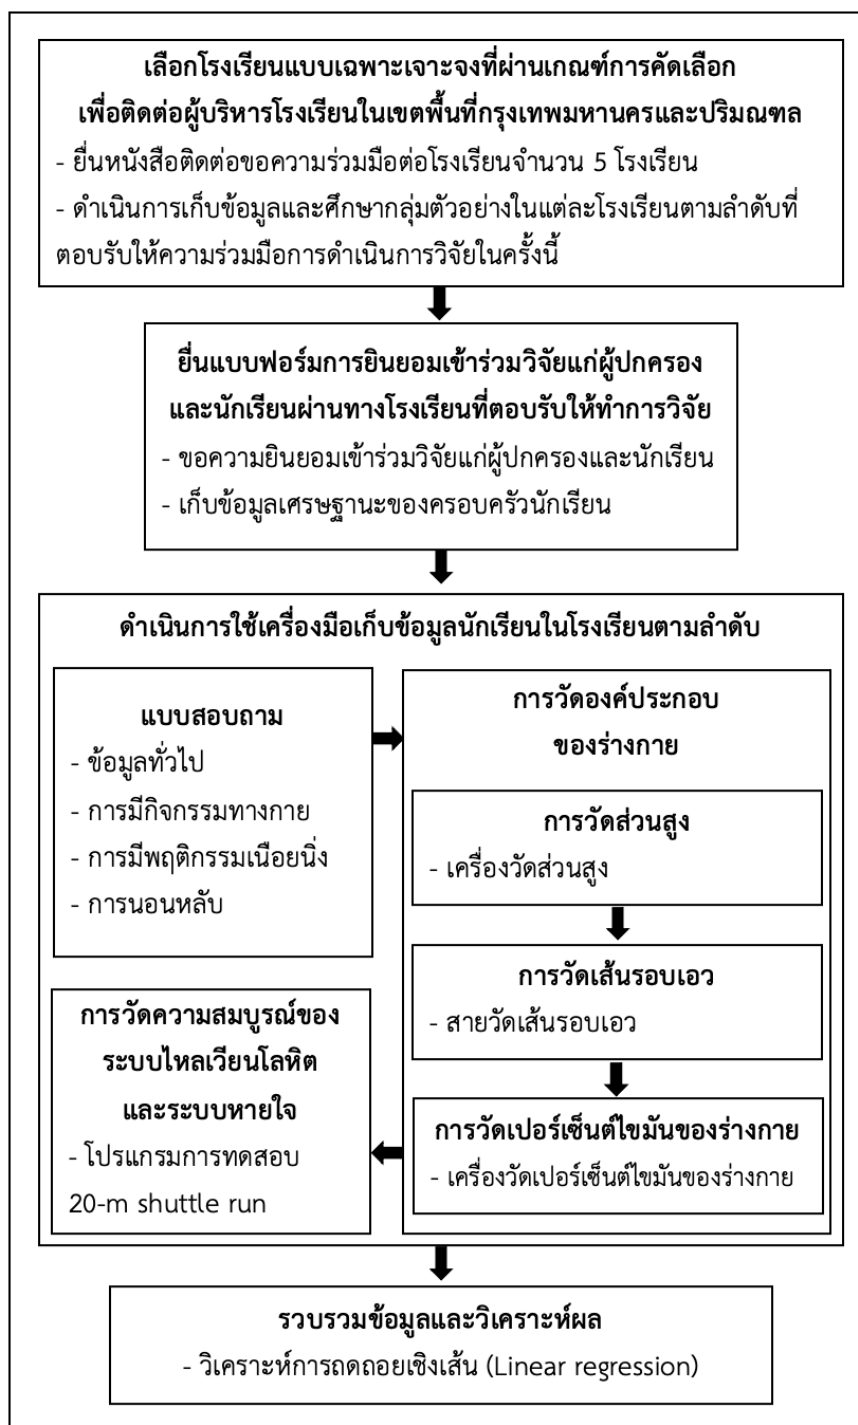 เลือกโรงเรียนแบบเฉพาะเจาะจงที่ผ่านเกณฑ์การคัดเลือก
เพื่อติดต่อผู้บริหารโรงเรียนในเขตพื้นที่กรุงเทพมหานครและปริมณฑล
- ยื่นหนังสือติดต่อขอความร่วมมือต่อโรงเรียนจำนวน 5 โรงเรียน
- ดำเนินการเก็บข้อมูลและศึกษากลุ่มตัวอย่างในแต่ละโรงเรียนตามลำดับที่
ตอบรับให้ความร่วมมือการดำเนินการวิจัยในครั้งนี้
ยื่นแบบฟอร์มการยินยอมเข้าร่วมวิจัยแก่ผู้ปกครอง
และนักเรียนผ่านทางโรงเรียนที่ตอบรับให้ทำการวิจัย
- ขอความยินยอมเข้าร่วมวิจัยแก่ผู้ปกครองและนักเรียน
- เก็บข้อมูลเศรษฐานะของครอบครัวนักเรียน
ดำเนินการใช้เครื่องมือเก็บข้อมูลนักเรียนในโรงเรียนตามลำดับ
แบบสอบถาม
- ข้อมูลทั่วไป
- การมีกิจกรรมทางกาย
- การมีพฤติกรรมเนือยนิ่ง
- การนอนหลับ
การวัดองค์ประกอบ
ของร่างกาย
การวัดส่วนสูง
- เครื่องวัดส่วนสูง
การวัดเส้นรอบเอว
- สายวัดเส้นรอบเอว
การวัดเปอร์เซ็นต์ไขมันของร่างกาย
- เครื่องวัดเปอร์เซ็นต์ไขมันของร่างกาย
การวัดความสมบูรณ์ของ
ระบบไหลเวียนโลหิต
และระบบหายใจ
- โปรแกรมการทดสอบ
20-m shuttle run
รวบรวมข้อมูลและวิเคราะห์ผล
- วิเคราะห์การถดถอยเชิงเส้น (Linear regression)